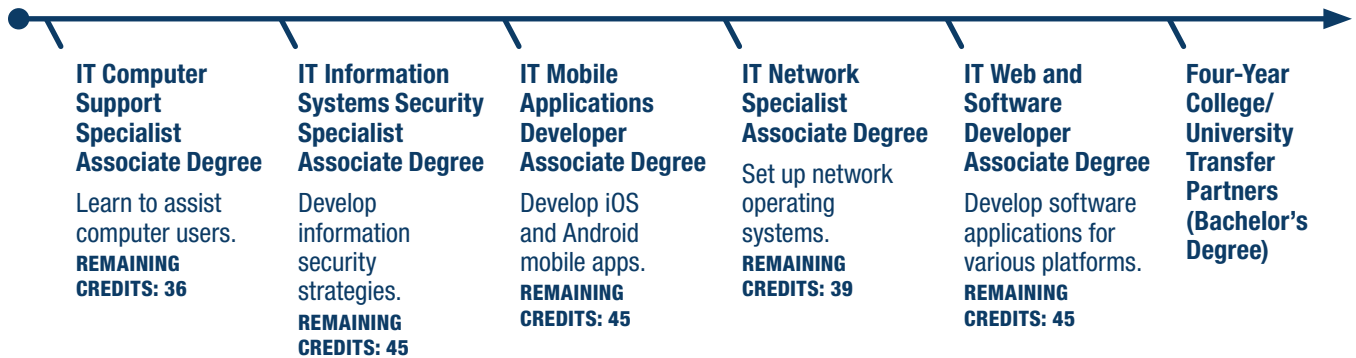 IT Computer
Support
Specialist
Associate Degree
Learn to assist
computer users.
REMAINING
CREDITS: 36
IT Information
Systems Security
Specialist
Associate Degree
Develop
information
security
strategies.
REMAINING
CREDITS: 45
IT Mobile
Applications
Developer
Associate Degree
Develop iOS
and Android
mobile apps.
REMAINING
CREDITS: 45
IT Network
Specialist
Associate Degree
Set up network
operating
systems.
REMAINING
CREDITS: 39
IT Web and
Software
Developer
Associate Degree
Develop software
applications for
various platforms.
REMAINING
CREDITS: 45
Four-Year
College/
University
Transfer
Partners
(Bachelor's
Degree)